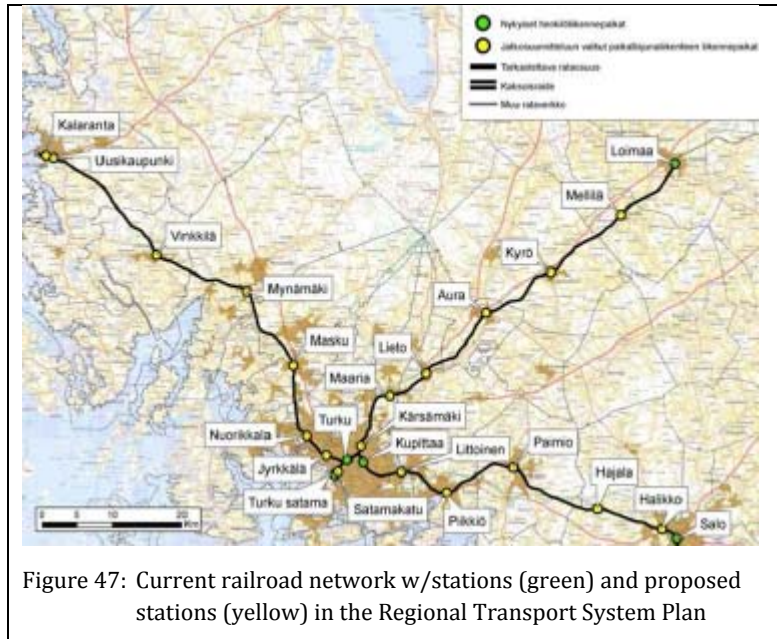 Nykyiset henkilöliikennepaikat
Jatkosuunnitteluun valitut paikallisjunaliikenteen liikennepaikat
Tarkasteltava rataosuus
Kaksoisraide
Muu rataverkko
Kalaranta
Uusikaupunki
Loimaa
Mellilä
Vinkkilä
Kyrö
Mynämäki
Aura
Masku
Lieto
Maaria
Turku
Kärsämäki
Nuorikkala
Kupittaa
Littoinen
Paimio
Jyrkkälä
Hajala
Halikko
Turku satama
Satamakatu
Piikkiö
Salo
0 5 10 20
Km
Figure 47: Current railroad network w/stations (green) and proposed
stations (yellow) in the Regional Transport System Plan